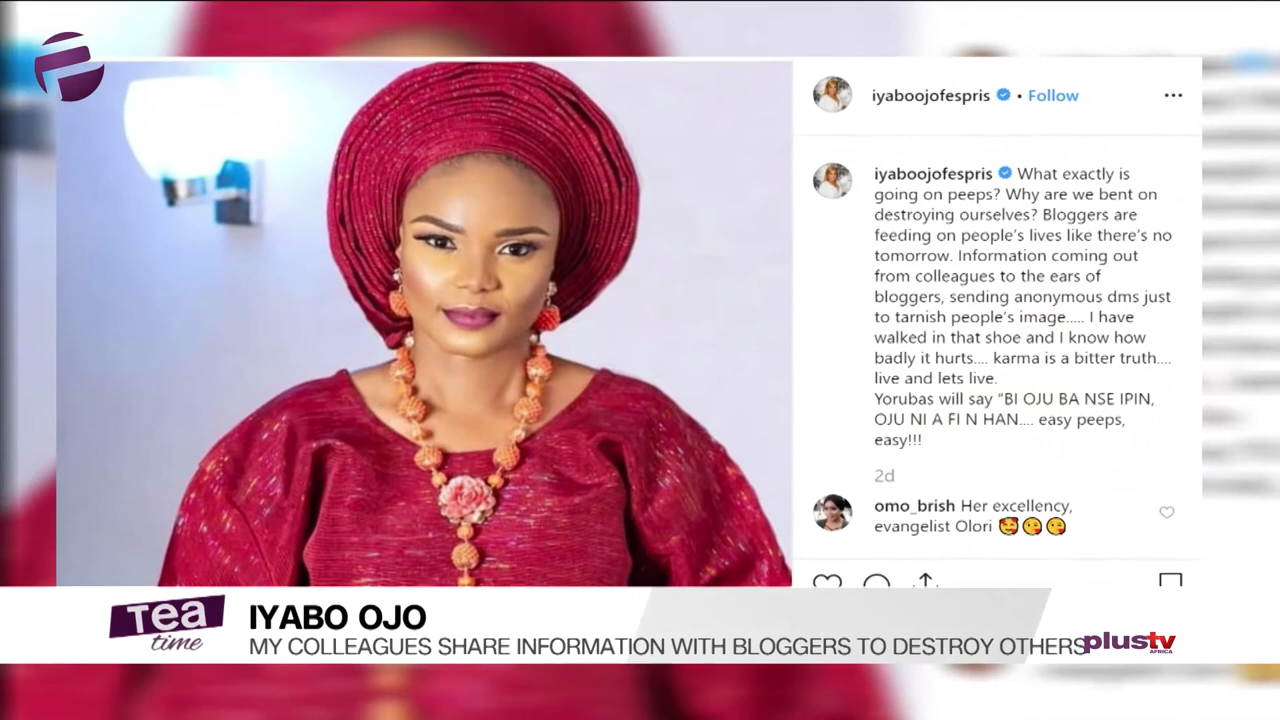 iyaboojofespris • Follow
iyaboojofespris What exactly is
going on peeps? Why are we bent on
destroying ourselves? Bloggers are
feeding on people's lives like there's no
tomorrow. Information coming out
from colleagues to the ears of
bloggers, sending anonymous dms just
to tarnish people's image..... I have
walked in that shoe and I know how
badly it hurts.... karma is a bitter truth....
live and lets live.
Yorubas will say “BI OJU BA NSE IPIN,
OJU NI A FI N HAN.... easy peeps,
easy!!!
2d
omo_brish Her excellency,
evangelist Olori 🥰😘😘
Tea
time
IYABO OJO
MY COLLEAGUES SHARE INFORMATION WITH BLOGGERS TO DESTROY OTHERS
plustv
AFRICA